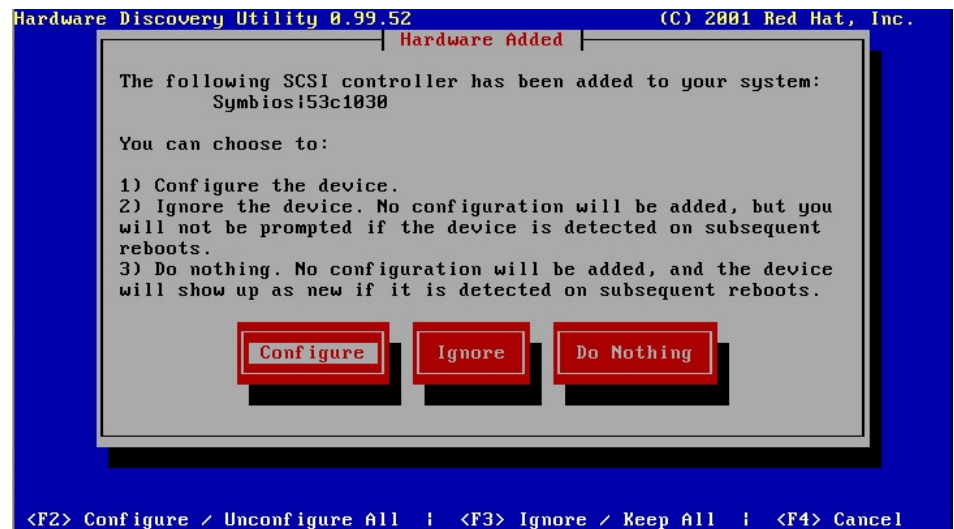 Hardware Discovery Utility 0.99.52 (C) 2001 Red Hat, Inc.
Hardware Added
The following SCSI controller has been added to your system:
Symbios|53c1030
You can choose to:
1) Configure the device.
2) Ignore the device. No configuration will be added, but you
will not be prompted if the device is detected on subsequent
reboots.
3) Do nothing. No configuration will be added, and the device
will show up as new if it is detected on subsequent reboots.
Configure Ignore Do Nothing
<F2> Configure / Unconfigure All | <F3> Ignore / Keep All | <F4> Cancel